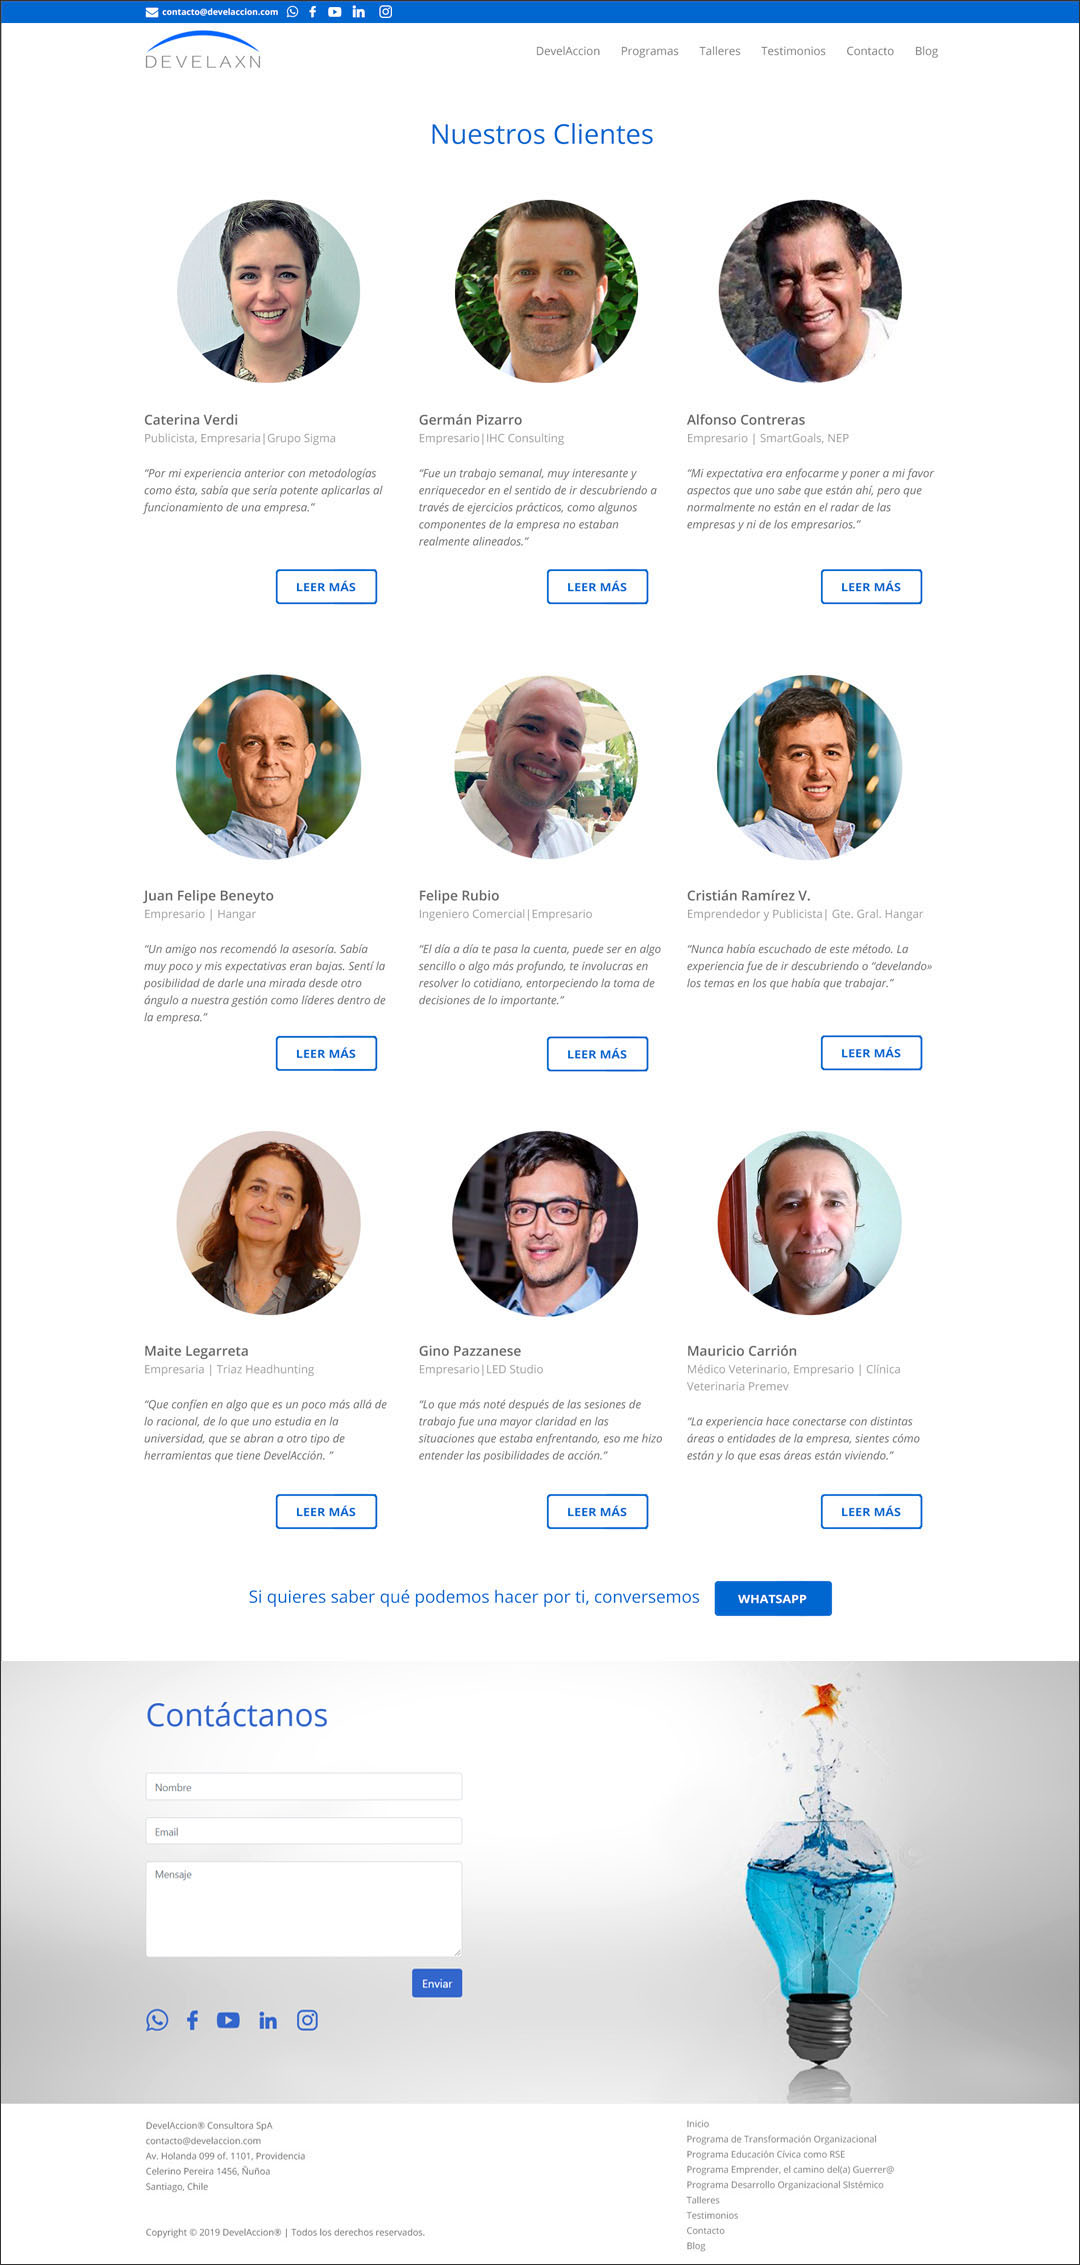 contacto@develaccion.com
DEVELAXN
DevelAccion Programas Talleres Testimonios Contacto Blog
Nuestros Clientes
Caterina Verdi
Publicista, Empresaria|Grupo Sigma
“Por mi experiencia anterior con metodologías
como ésta, sabía que sería potente aplicarlas al
funcionamiento de una empresa.”
LEER MÁS
Germán Pizarro
Empresario|IHC Consulting
“Fue un trabajo semanal, muy interesante y
enriquecedor en el sentido de ir descubriendo a
través de ejercicios prácticos, como algunos
componentes de la empresa no estaban
realmente alineados.”
LEER MÁS
Alfonso Contreras
Empresario | SmartGoals, NEP
“Mi expectativa era enfocarme y poner a mi favor
aspectos que uno sabe que están ahí, pero que
normalmente no están en el radar de las
empresas y ni de los empresarios.”
LEER MÁS
Juan Felipe Beneyto
Empresario | Hangar
“Un amigo nos recomendó la asesoría. Sabía
muy poco y mis expectativas eran bajas. Sentí la
posibilidad de darle una mirada desde otro
ángulo a nuestra gestión como líderes dentro de
la empresa.”
LEER MÁS
Felipe Rubio
Ingeniero Comercial|Empresario
“El día a día te pasa la cuenta, puede ser en algo
sencillo o algo más profundo, te involucras en
resolver lo cotidiano, entorpeciendo la toma de
decisiones de lo importante.”
LEER MÁS
Cristián Ramírez V.
Emprendedor y Publicista| Gte. Gral. Hangar
“Nunca había escuchado de este método. La
experiencia fue de ir descubriendo o “develando»
los temas en los que había que trabajar.”
LEER MÁS
Maite Legarreta
Empresaria | Triaz Headhunting
“Que confíen en algo que es un poco más allá de
lo racional, de lo que uno estudia en la
universidad, que se abran a otro tipo de
herramientas que tiene DevelAcción. ”
LEER MÁS
Gino Pazzanese
Empresario|LED Studio
“Lo que más noté después de las sesiones de
trabajo fue una mayor claridad en las
situaciones que estaba enfrentando, eso me hizo
entender las posibilidades de acción.”
LEER MÁS
Mauricio Carrión
Médico Veterinario, Empresario | Clínica
Veterinaria Premev
“La experiencia hace conectarse con distintas
áreas o entidades de la empresa, sientes cómo
están y lo que esas áreas están viviendo.”
LEER MÁS
Si quieres saber qué podemos hacer por ti, conversemos
WHATSAPP
Contáctanos
Nombre
Email
Mensaje
Enviar
DevelAccion® Consultora SpA
contacto@develaccion.com
Av. Holanda 099 of. 1101, Providencia
Celerino Pereira 1456, Ñuñoa
Santiago, Chile
Copyright © 2019 DevelAccion® | Todos los derechos reservados.
Inicio
Programa de Transformación Organizacional
Programa Educación Cívica como RSE
Programa Emprender, el camino del(a) Guerrer@
Programa Desarrollo Organizacional SIstémico
Talleres
Testimonios
Contacto
Blog